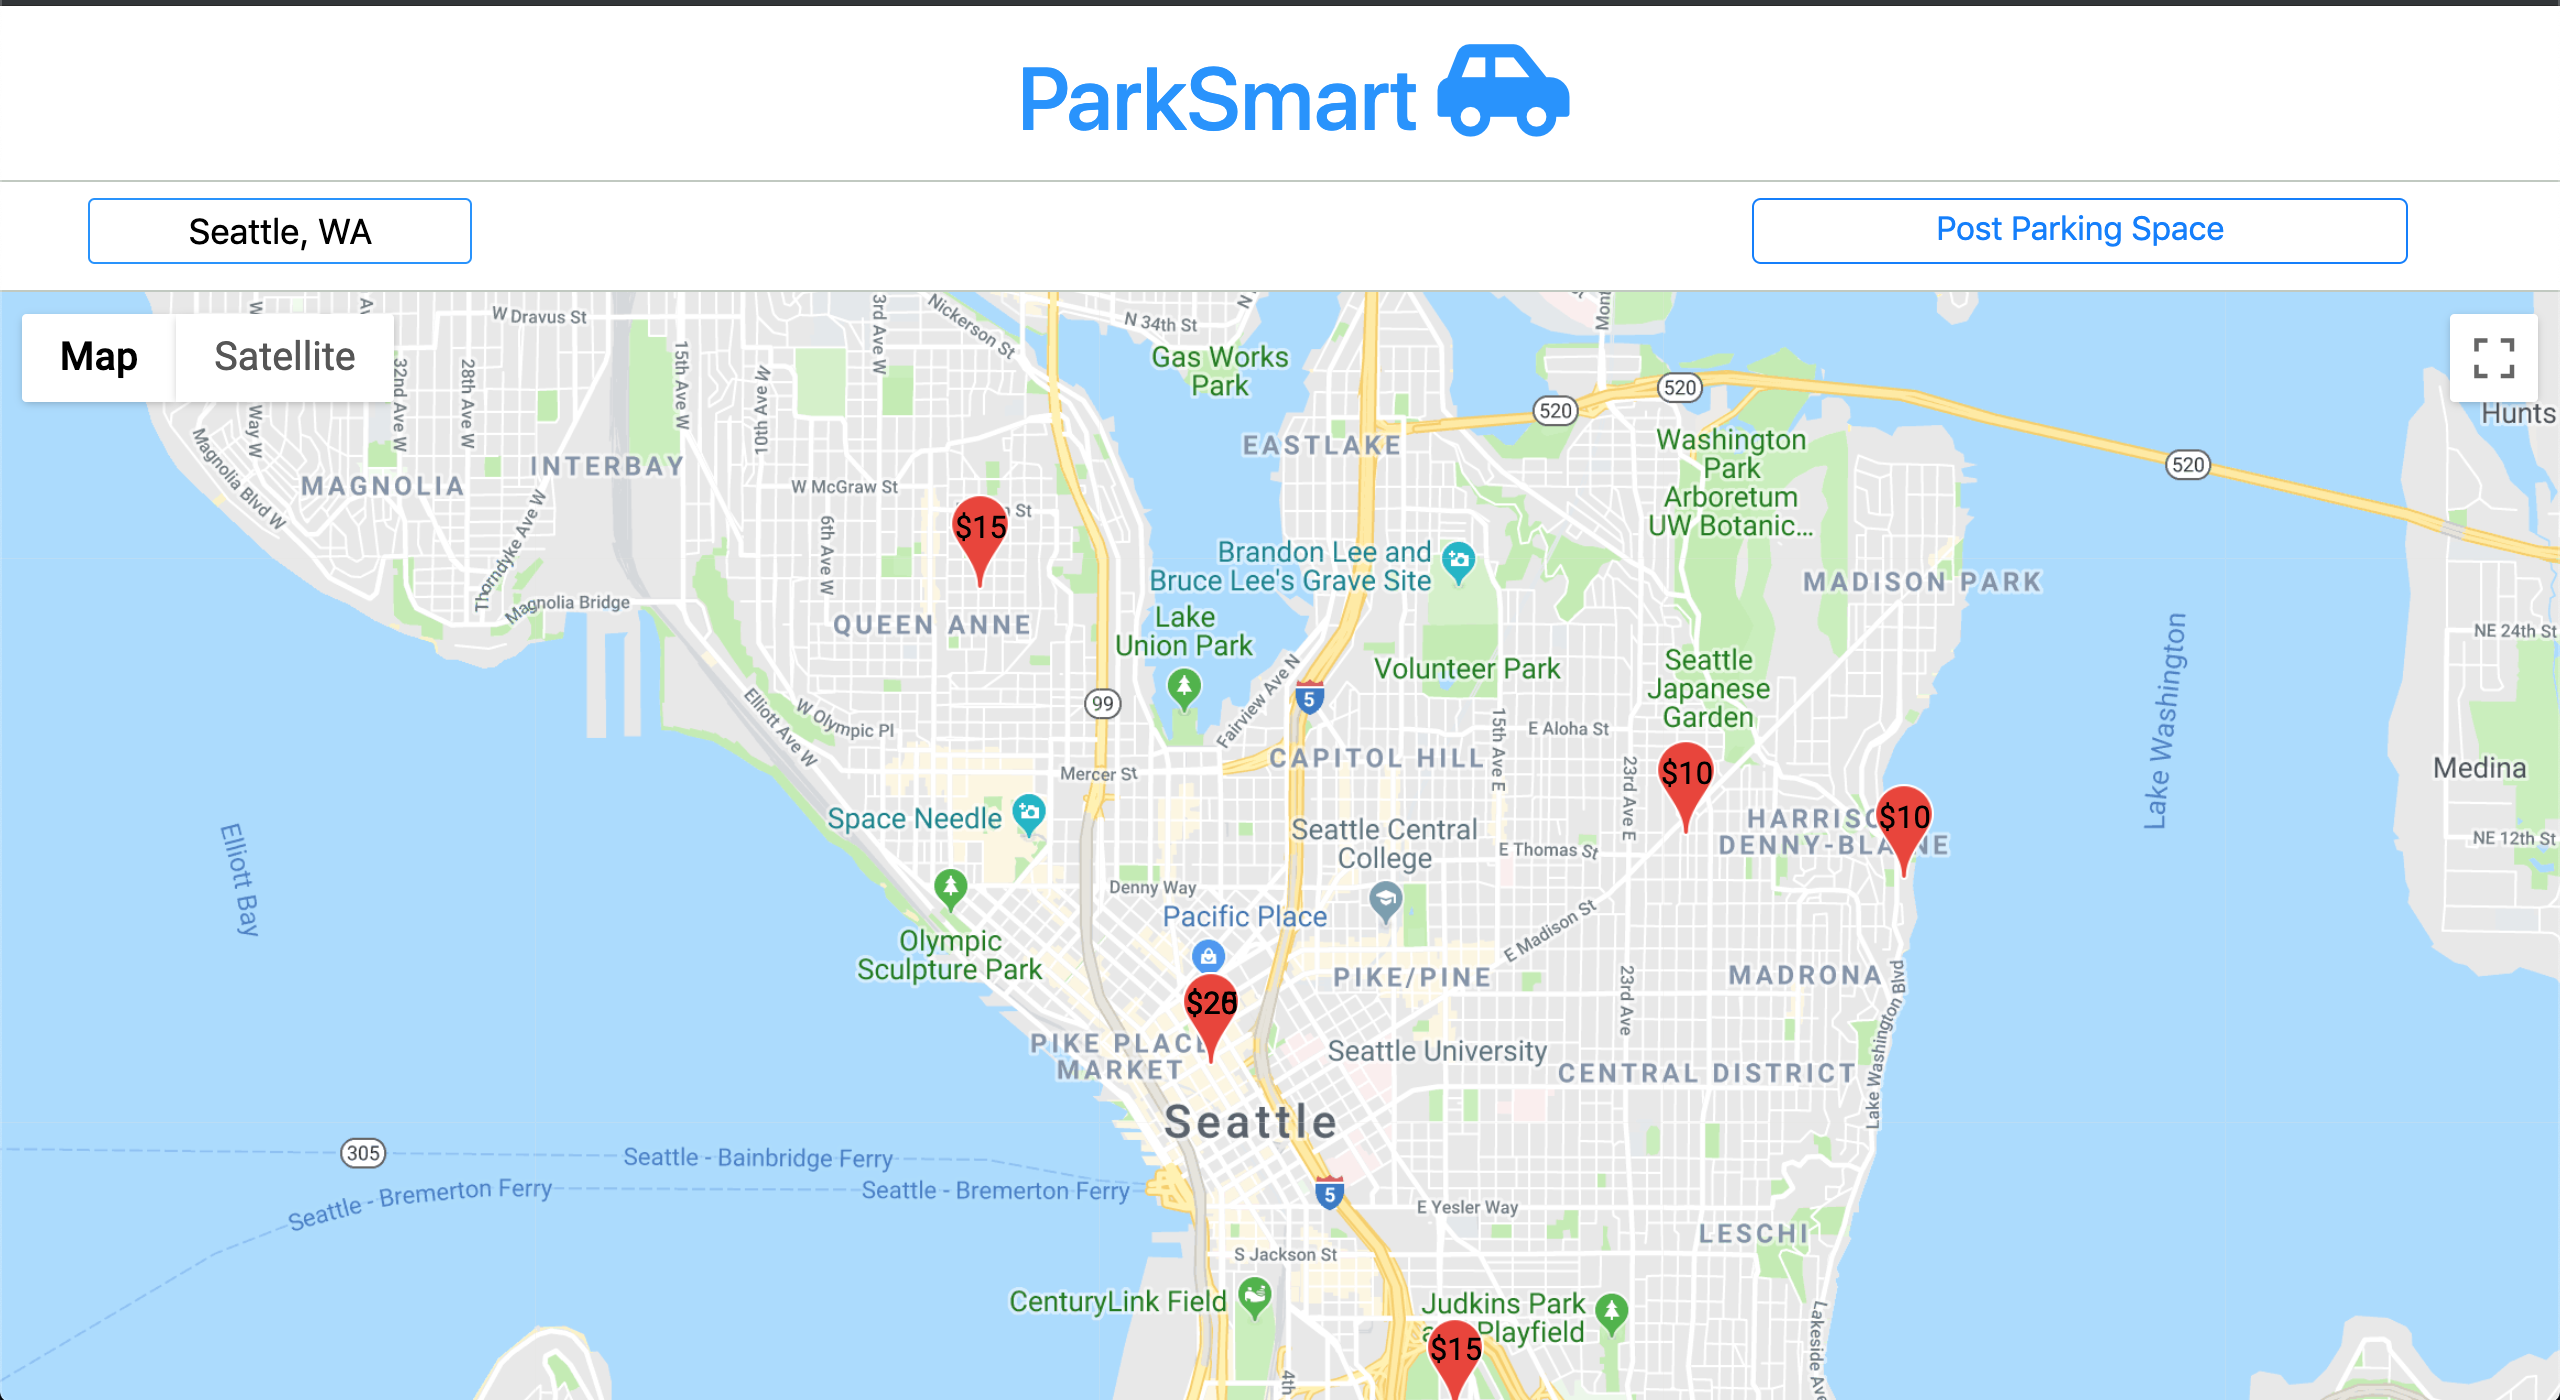 ParkSmart
Seattle, WA
Post Parking Space
Map
Satellite
W Dravus St
3rd Ave W
Nickerson St
N 34th St
Gas Works
Park
520
520
520
Hunts
32nd Ave W
28th Ave W
15th Ave W
10th Ave W
Way W
Magnolia Blvd W
MAGNOLIA
INTERBAY
EASTLAKE
Washington
Park
Arboretum
UW Botanic...
W McGraw St
St
$15
6th Ave W
Thorndyke Ave W
Magnolia Bridge
QUEEN ANNE
Brandon Lee and
Bruce Lee's Grave Site
MADISON PARK
Lake
Union Park
Volunteer Park
Seattle
Japanese
Garden
Lake Washington
NE 24th St
Elliott Ave W
W Olympic Pl
99
Fairview Ave N
5
15th Ave E
E Aloha St
CAPITOL HILL
Mercer St
23rd Ave E
$10
Medina
Space Needle
Seattle Central
College
E Thomas St
$10
DENNY-BLAINE
NE 12th St
Elliott Bay
Denny Way
Pacific Place
E Madison St
Olympic
Sculpture Park
PIKE/PINE
MADRONA
23rd Ave
Lake Washington Blvd
PIKE PLACE
MARKET
Seattle University
CENTRAL DISTRICT
Seattle
305
Seattle - Bainbridge Ferry
Seattle - Bremerton Ferry
Seattle - Bremerton Ferry
5
E Yesler Way
LESCHI
S Jackson St
CenturyLink Field
Judkins Park
Playfield
$15
4th
Lakeside Ave